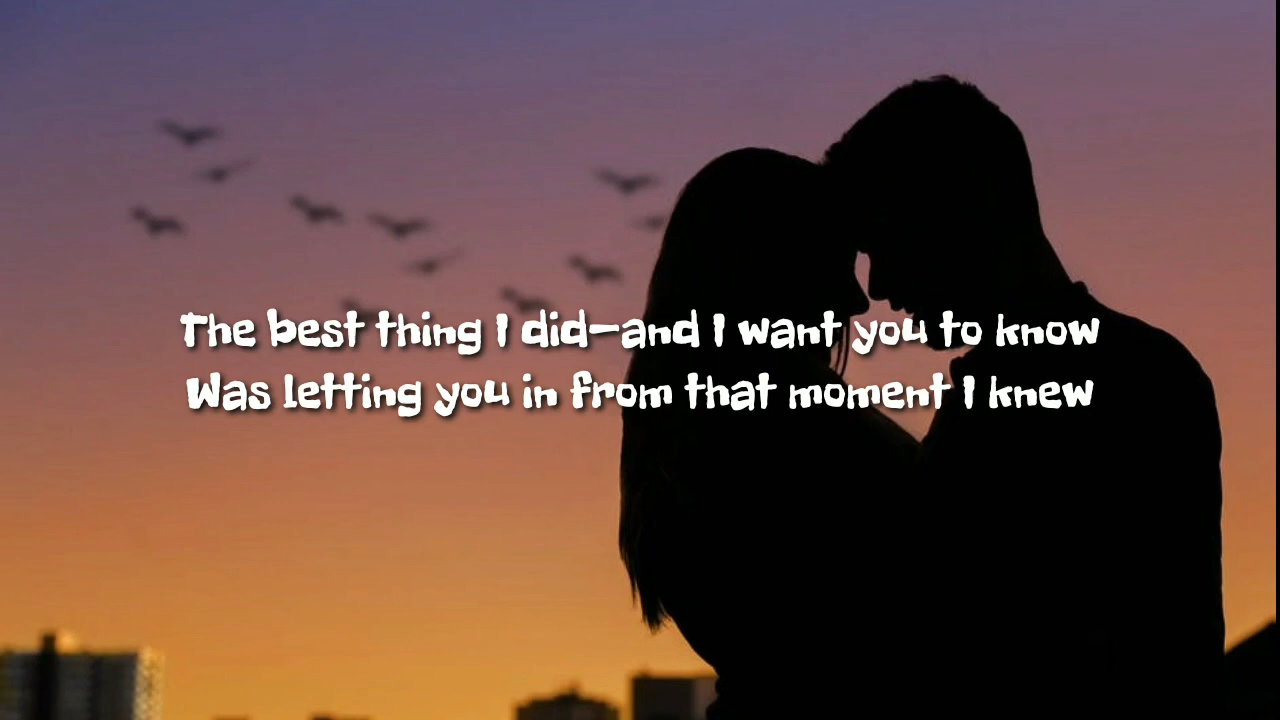 The best thing I did—and I want you to know
Was letting you in from that moment I knew